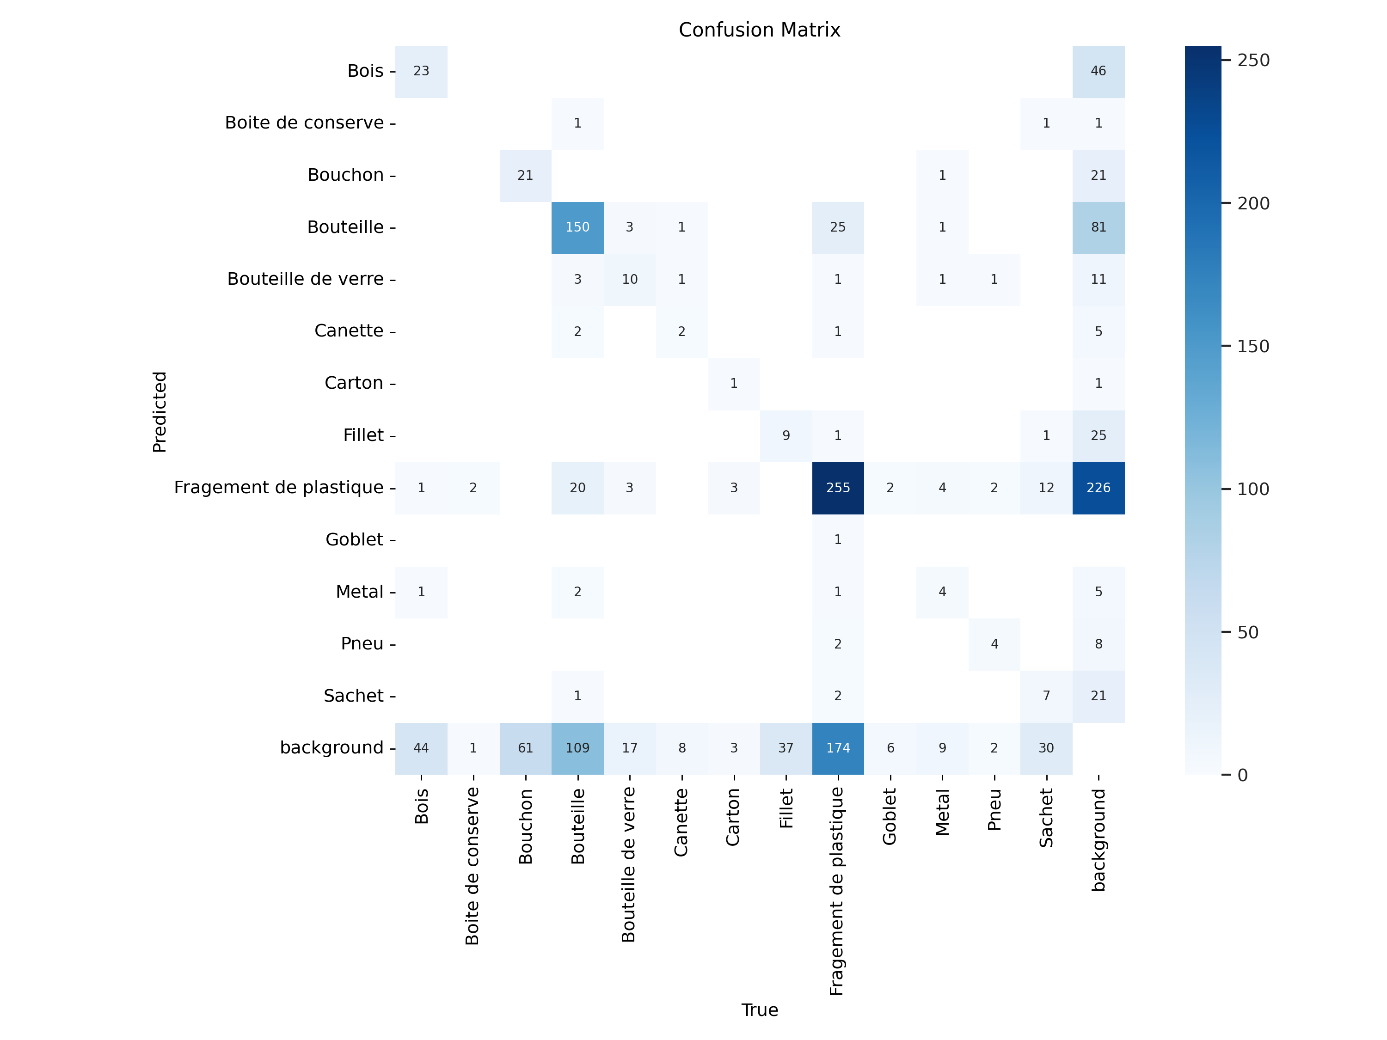 Confusion Matrix
Bois 23 46 250
Boite de conserve 1 1 1
Bouchon 21 1 21
200
Bouteille 150 3 1 25 1 81
Bouteille de verre 3 10 1 1 1 1 11
Canette 2 2 1 5
150
Carton 1 1
Predicted
Fillet 9 1 1 25
Fragement de plastique 1 2 20 3 3 255 2 4 2 12 226
100
Goblet 1
Metal 1 2 1 4 5
50
Pneu 2 4 8
Sachet 1 2 7 21
background 44 1 61 109 17 8 3 37 174 6 9 2 30
0
Bois
Boite de conserve
Bouchon
Bouteille
Bouteille de verre
Canette
Carton
Fillet
Fragement de plastique
Goblet
Metal
Pneu
Sachet
background
True